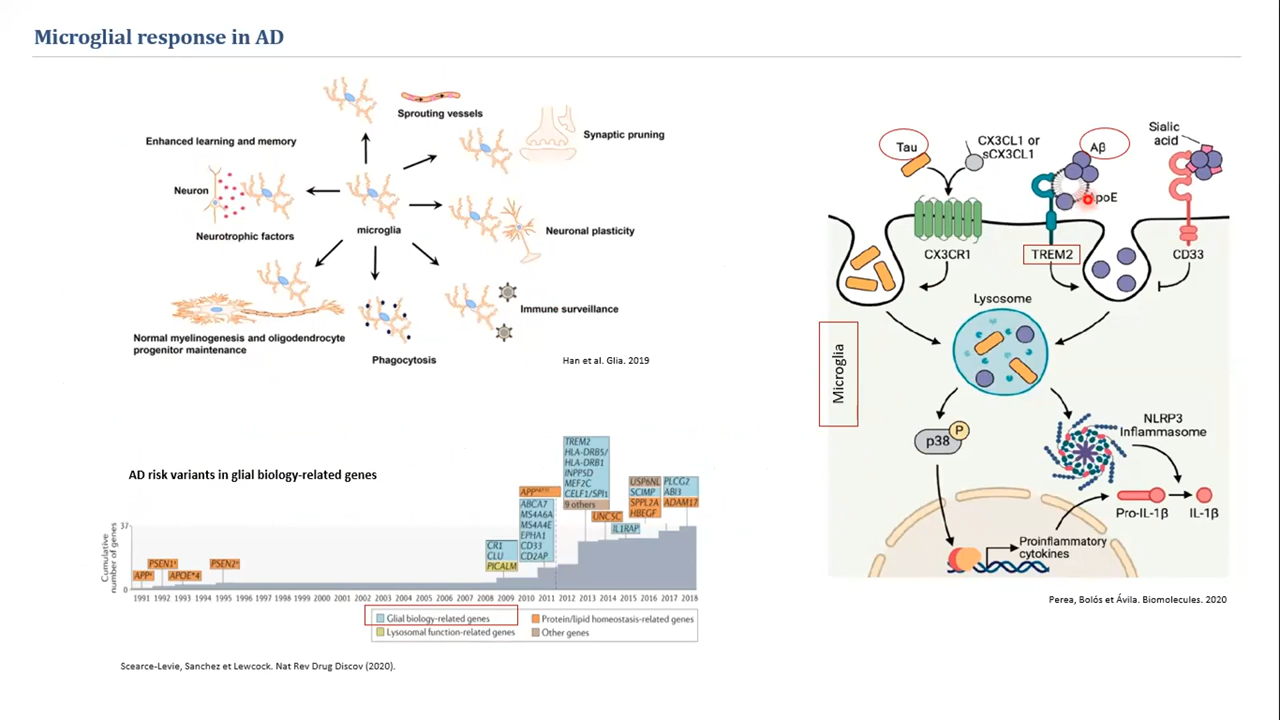 Microglial response in AD
Sprouting vessels
Synaptic pruning
Enhanced learning and memory
Neuron
Neurotrophic factors
microglia
Neuronal plasticity
Immune surveillance
Normal myelinogenesis and oligodendrocyte
progenitor maintenance
Phagocytosis
Han et al. Glia. 2019
AD risk variants in glial biology-related genes
Cumulative
number of genes
37
0
APP
PSEN1
APOE*4
PSEN2
CR1
CLU
PICALM
APP
ABCA7
MS4A6A
MS4A4E
EPHA1
CD33
CD2AP
TREM2
HLA-DRB5/
HLA-DRB1
INPP5D
MEF2C
CELF1/SPI1
9 others
UNC5C
IL1RAP
USP6NL
SCIMP
SPPL2A
HBEGF
PLCG2
ABI3
ADAM17
1991 1992 1993 1994 1995 1996 1997 1998 1999 2000 2001 2002 2003 2004 2005 2006 2007 2008 2009 2010 2011 2012 2013 2014 2015 2016 2017 2018
Glial biology-related genes
Protein/lipid homeostasis-related genes
Lysosomal function-related genes
Other genes
Scearce-Levie, Sanchez et Lewcock. Nat Rev Drug Discov (2020).
Tau
CX3CL1 or
sCX3CL1
Aβ
Sialic
acid
poE
CX3CR1
TREM2
CD33
Lysosome
Microglia
p38
P
NLRP3
Inflammasome
Pro-IL-1β
IL-1β
Proinflammatory
cytokines
Perea, Bolós et Ávila. Biomolecules. 2020